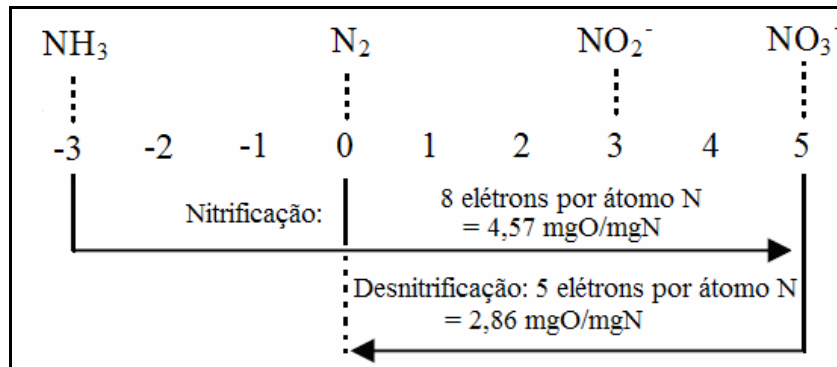 NH₃ N₂ NO₂⁻ NO₃⁻
-3 -2 -1 0 1 2 3 4 5
Nitrificação: 8 elétrons por átomo N
= 4,57 mgO/mgN
Desnitrificação: 5 elétrons por átomo N
= 2,86 mgO/mgN